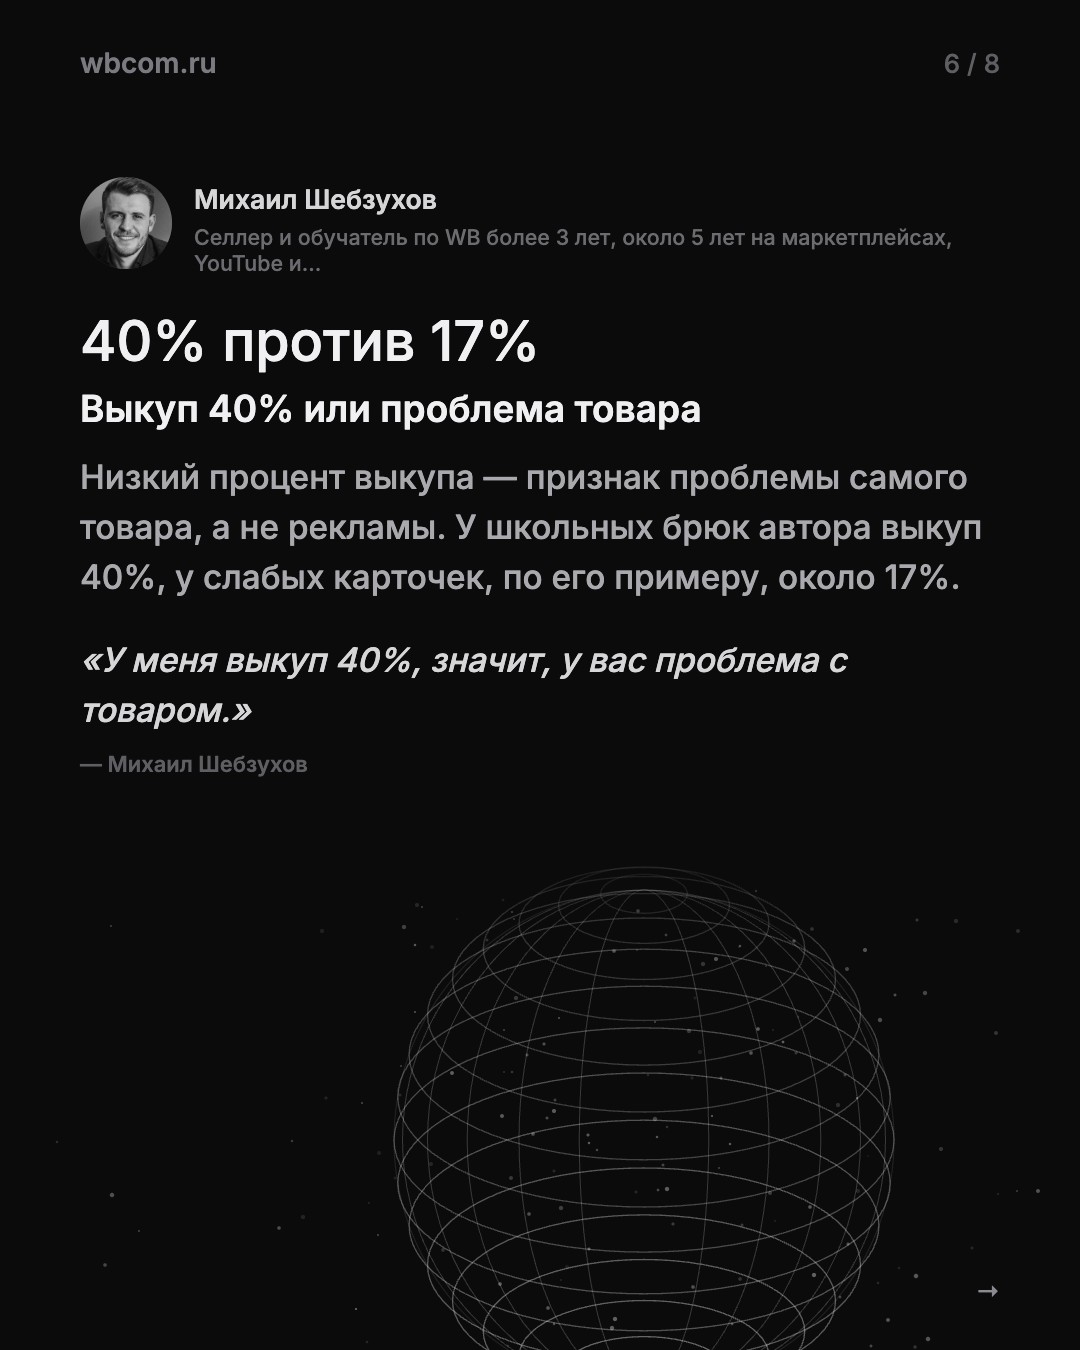 wbcom.ru
6 / 8
Михаил Шебзухов
Селлер и обучатель по WB более 3 лет, около 5 лет на маркетплейсах,
YouTube и...
40% против 17%
Выкуп 40% или проблема товара
Низкий процент выкупа — признак проблемы самого
товара, а не рекламы. У школьных брюк автора выкуп
40%, у слабых карточек, по его примеру, около 17%.
«У меня выкуп 40%, значит, у вас проблема с
товаром.»
— Михаил Шебзухов
→